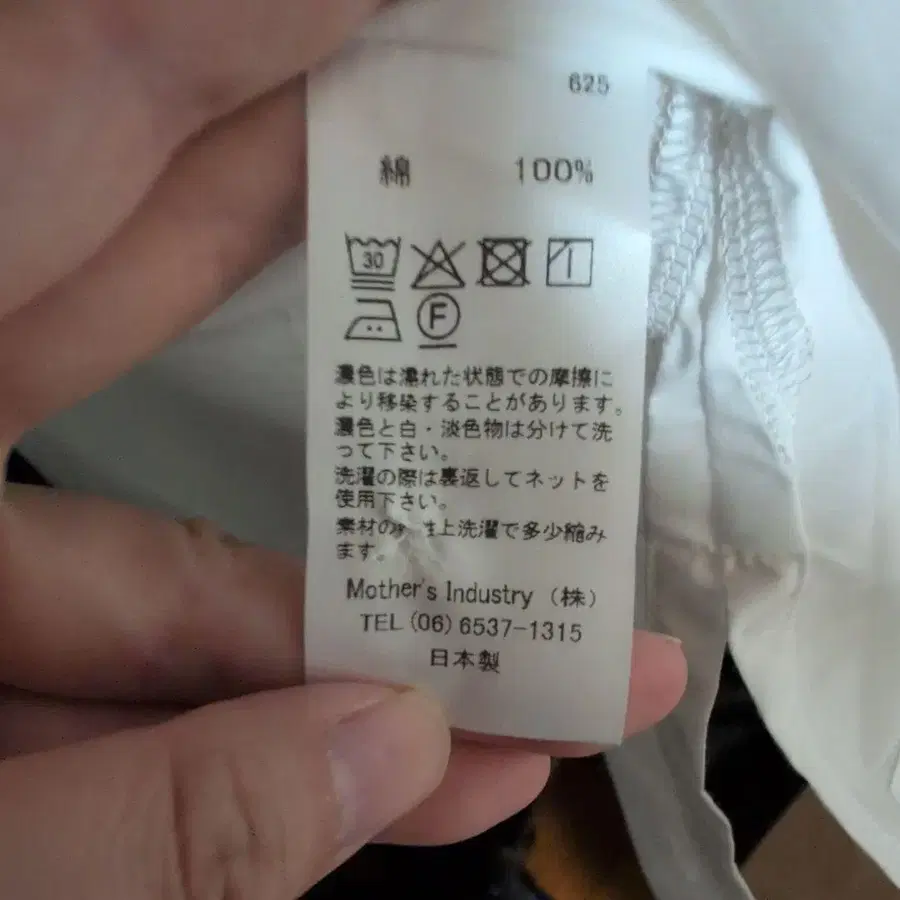 625
綿 100%
30
F
濃色は濡れた状態での摩擦に
より移染することがあります。
濃色と白・淡色物は分けて洗
って下さい。
洗濯の際は裏返してネットを
使用下さい。
素材の 性上洗濯で多少縮み
ます。
Mother's Industry (株)
TEL (06) 6537-1315
日本製